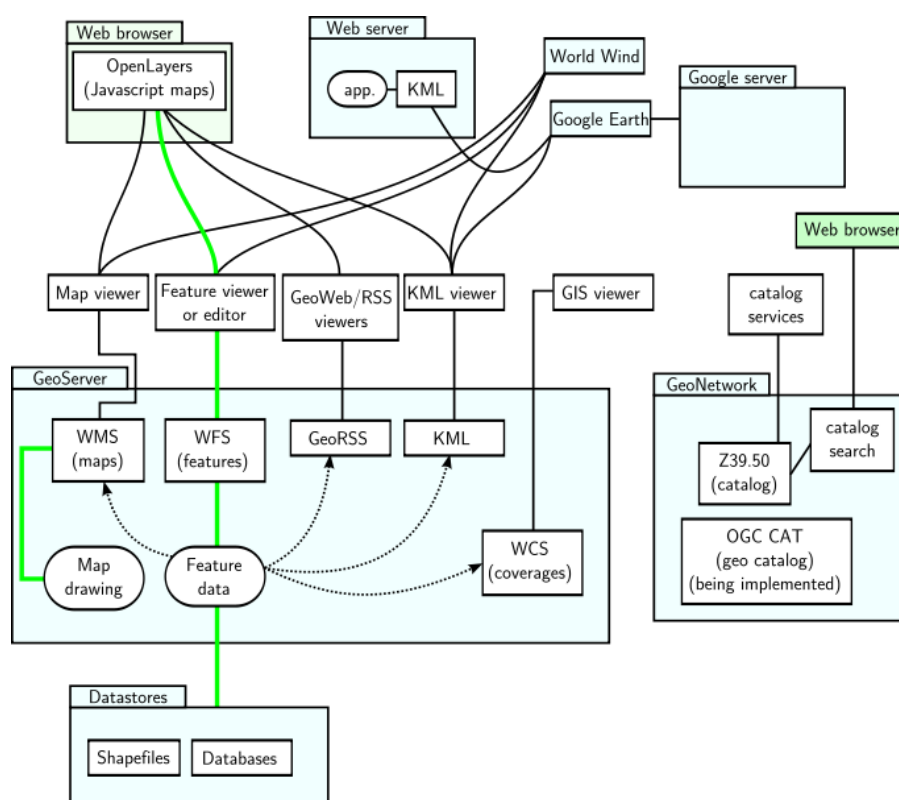 Web browser
OpenLayers
(Javascript maps)
Web server
app.
KML
World Wind
Google Earth
Google server
Web browser
Map viewer
Feature viewer
or editor
GeoWeb/RSS
viewers
KML viewer
GIS viewer
catalog
services
GeoServer
WMS
(maps)
WFS
(features)
GeoRSS
KML
Map
drawing
Feature
data
WCS
(coverages)
GeoNetwork
catalog
search
Z39.50
(catalog)
OGC CAT
(geo catalog)
(being implemented)
Datastores
Shapefiles
Databases